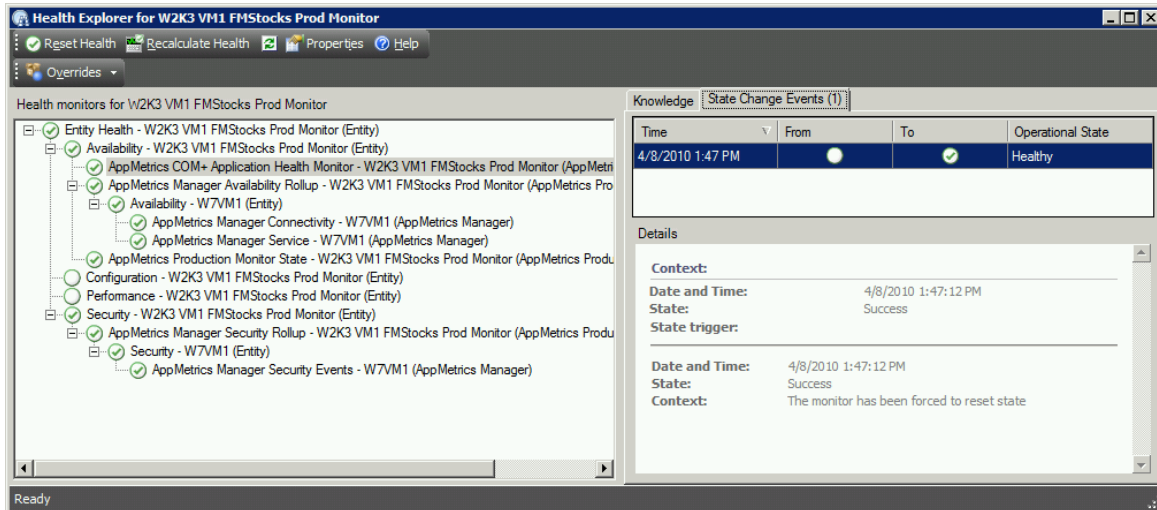 Health Explorer for W2K3 VM1 FMStocks Prod Monitor
Reset Health Recalculate Health Properties Help
Overrides
Health monitors for W2K3 VM1 FMStocks Prod Monitor
Entity Health - W2K3 VM1 FMStocks Prod Monitor (Entity)
Availability - W2K3 VM1 FMStocks Prod Monitor (Entity)
AppMetrics COM+ Application Health Monitor - W2K3 VM1 FMStocks Prod Monitor (AppMetri
AppMetrics Manager Availability Rollup - W2K3 VM1 FMStocks Prod Monitor (AppMetrics Pro
Availability - W7VM1 (Entity)
AppMetrics Manager Connectivity - W7VM1 (AppMetrics Manager)
AppMetrics Manager Service - W7VM1 (AppMetrics Manager)
AppMetrics Production Monitor State - W2K3 VM1 FMStocks Prod Monitor (AppMetrics Produ
Configuration - W2K3 VM1 FMStocks Prod Monitor (Entity)
Performance - W2K3 VM1 FMStocks Prod Monitor (Entity)
Security - W2K3 VM1 FMStocks Prod Monitor (Entity)
AppMetrics Manager Security Rollup - W2K3 VM1 FMStocks Prod Monitor (AppMetrics Produ
Security - W7VM1 (Entity)
AppMetrics Manager Security Events - W7VM1 (AppMetrics Manager)
Knowledge State Change Events (1)
Time From To Operational State
4/8/2010 1:47 PM Healthy
Details
Context:
Date and Time: 4/8/2010 1:47:12 PM
State: Success
State trigger:
Date and Time: 4/8/2010 1:47:12 PM
State: Success
Context: The monitor has been forced to reset state
Ready